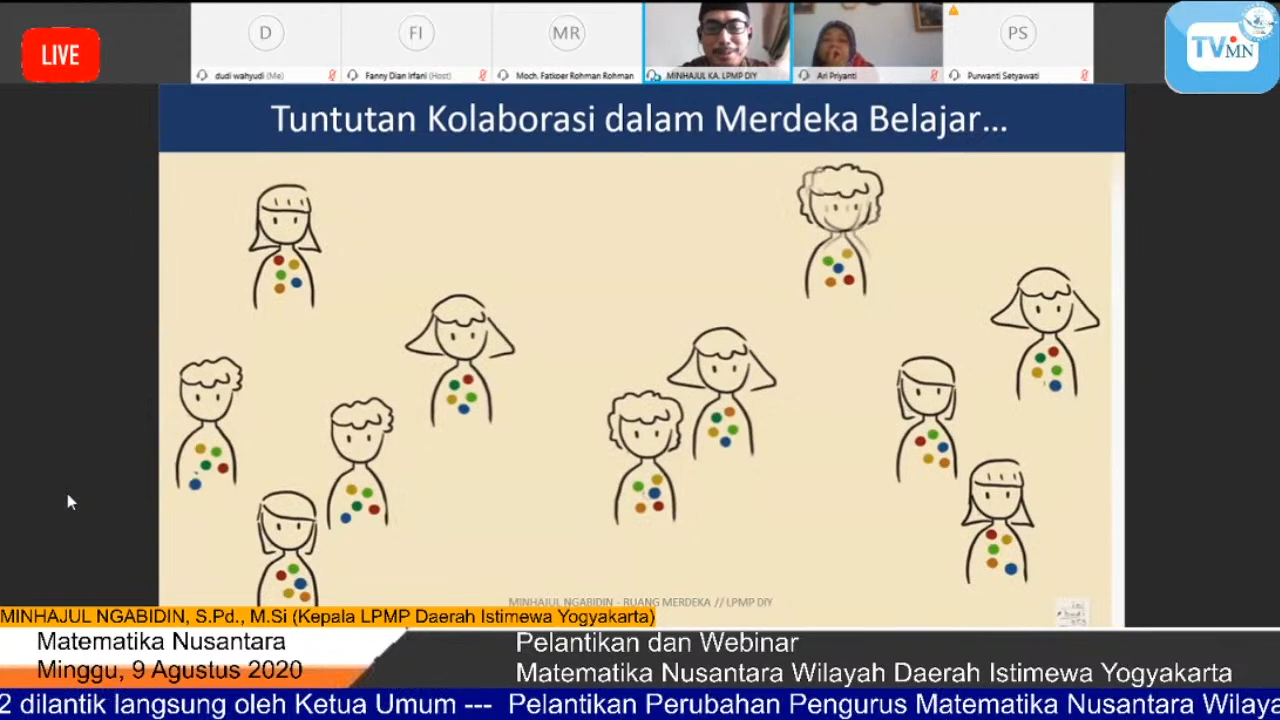 LIVE
D
FI
MR
PS
dudi wahyudi (Me)
Fanny Dian Irfani (Host)
Moch. Fatkoer Rohman Rohman
MINHAJUL KA. LPMP DIY
Ari Priyanti
Purwanti Setyawati
TVMN
Tuntutan Kolaborasi dalam Merdeka Belajar...
MINHAJUL NGABIDIN - RUANG MERDEKA // LPMP DIY
MINHAJUL NGABIDIN, S.Pd., M.Si (Kepala LPMP Daerah Istimewa Yogyakarta)
Matematika Nusantara
Minggu, 9 Agustus 2020
Pelantikan dan Webinar
Matematika Nusantara Wilayah Daerah Istimewa Yogyakarta
2 dilantik langsung oleh Ketua Umum --- Pelantikan Perubahan Pengurus Matematika Nusantara Wilaya